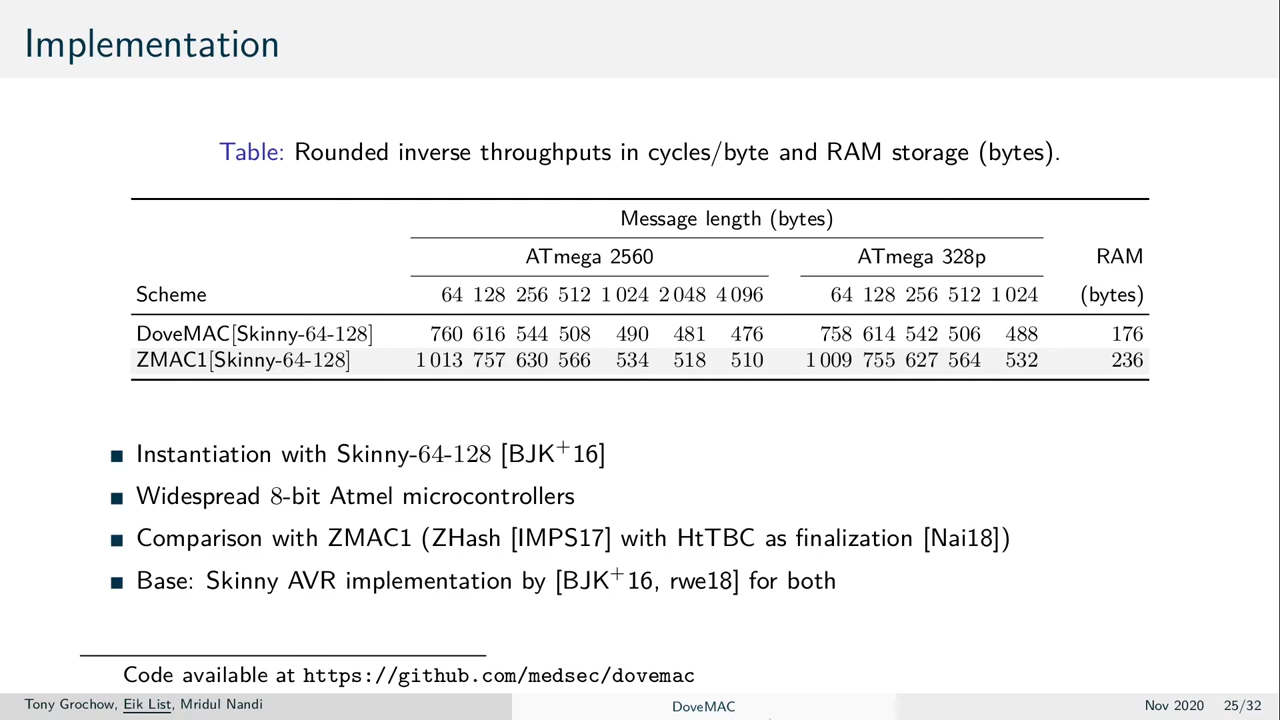 Implementation
Table: Rounded inverse throughputs in cycles/byte and RAM storage (bytes).
Message length (bytes)
ATmega 2560 ATmega 328p RAM
Scheme 64 128 256 512 1 024 2 048 4 096 64 128 256 512 1 024 (bytes)
DoveMAC[Skinny-64-128] 760 616 544 508 490 481 476 758 614 542 506 488 176
ZMAC1[Skinny-64-128] 1 013 757 630 566 534 518 510 1 009 755 627 564 532 236
■ Instantiation with Skinny-64-128 [BJK+16]
■ Widespread 8-bit Atmel microcontrollers
■ Comparison with ZMAC1 (ZHash [IMPS17] with HtTBC as finalization [Nai18])
■ Base: Skinny AVR implementation by [BJK+16, rwe18] for both
Code available at https://github.com/medsec/dovemac
Tony Grochow, Eik List, Mridul Nandi DoveMAC Nov 2020 25/32